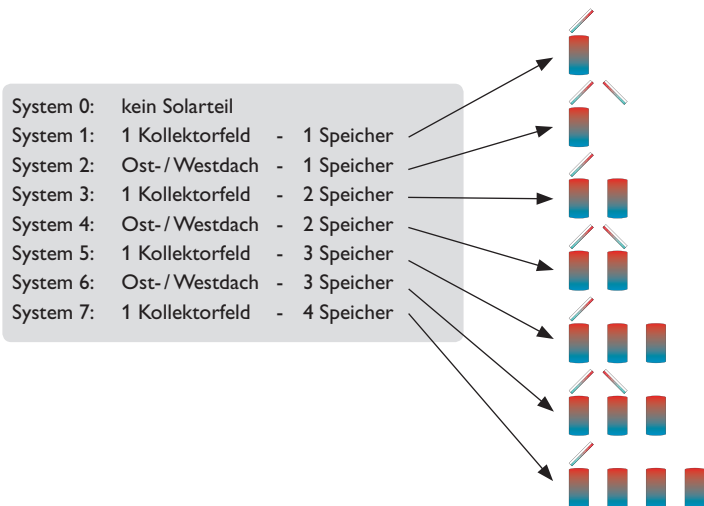 System 0: kein Solarteil
System 1: 1 Kollektorfeld - 1 Speicher
System 2: Ost- / Westdach - 1 Speicher
System 3: 1 Kollektorfeld - 2 Speicher
System 4: Ost- / Westdach - 2 Speicher
System 5: 1 Kollektorfeld - 3 Speicher
System 6: Ost- / Westdach - 3 Speicher
System 7: 1 Kollektorfeld - 4 Speicher